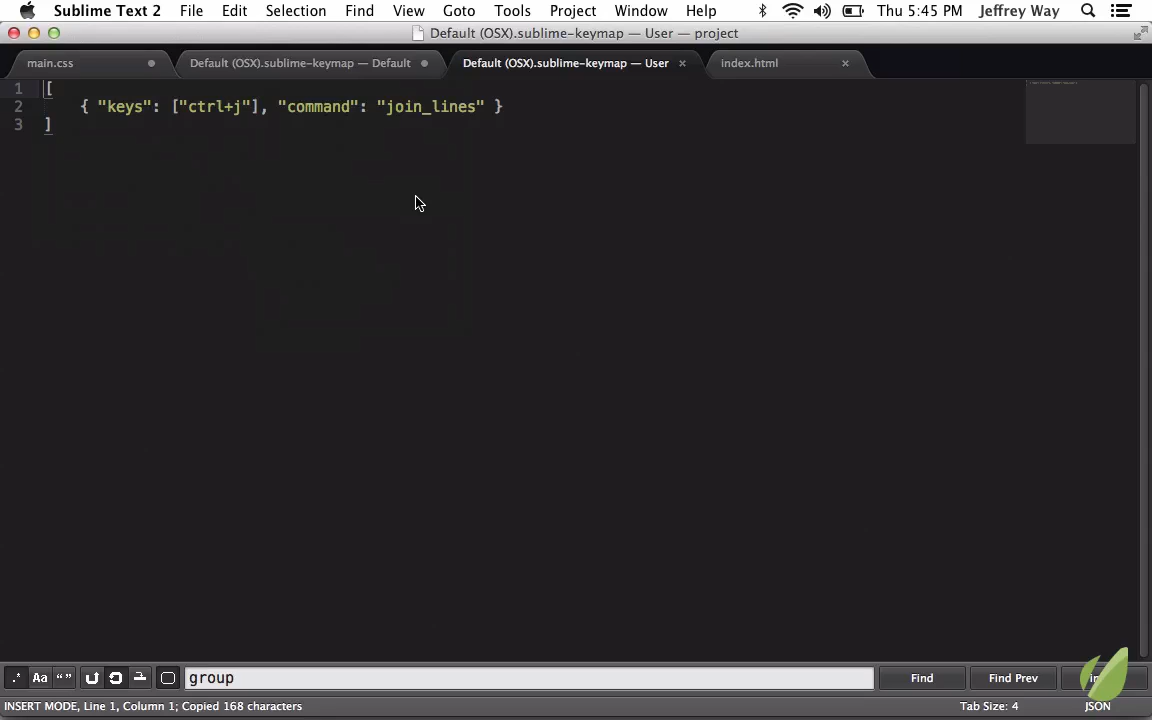 Sublime Text 2 File Edit Selection Find View Goto Tools Project Window Help Thu 5:45 PM Jeffrey Way
Default (OSX).sublime-keymap — User — project
main.css Default (OSX).sublime-keymap — Default Default (OSX).sublime-keymap — User index.html
1 [
2 { "keys": ["ctrl+j"], "command": "join_lines" }
3 ]
.* Aa “” group Find Find Prev
INSERT MODE, Line 1, Column 1; Copied 168 characters Tab Size: 4 JSON